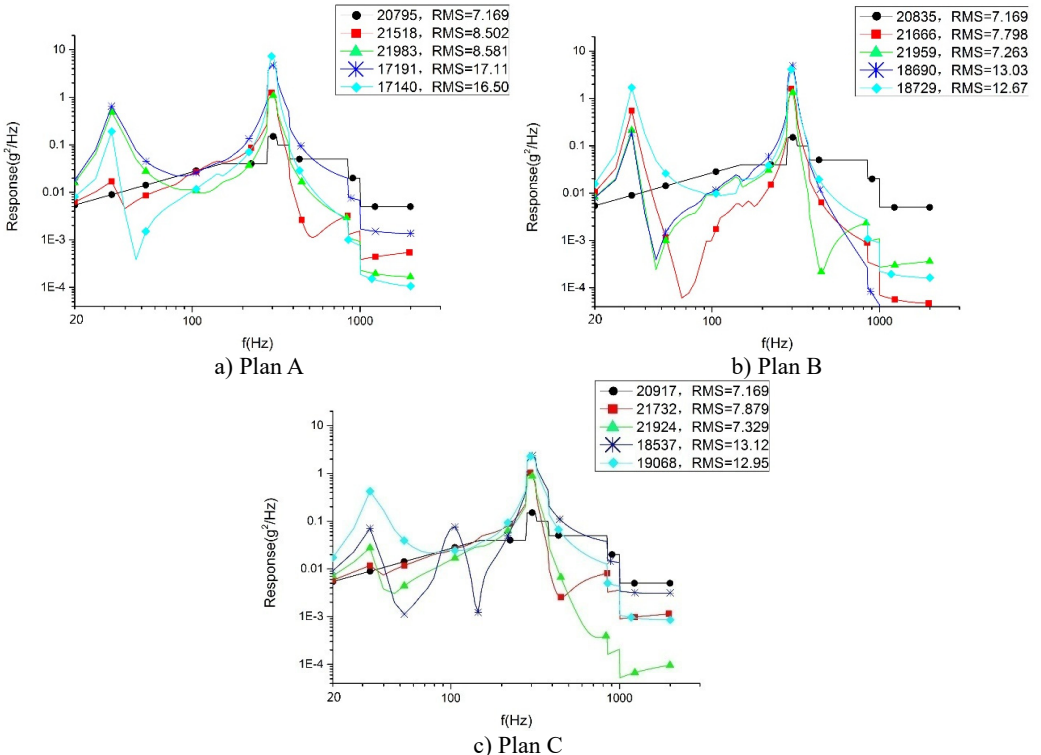 20795，RMS=7.169
21518，RMS=8.502
21983，RMS=8.581
17191，RMS=17.11
17140，RMS=16.50
Response(g²/Hz)
10
1
0.1
0.01
1E-3
1E-4
20
100
1000
f(Hz)
a) Plan A
20835，RMS=7.169
21666，RMS=7.798
21959，RMS=7.263
18690，RMS=13.03
18729，RMS=12.67
Response(g²/Hz)
10
1
0.1
0.01
1E-3
1E-4
20
100
1000
f(Hz)
b) Plan B
20917，RMS=7.169
21732，RMS=7.879
21924，RMS=7.329
18537，RMS=13.12
19068，RMS=12.95
Response(g²/Hz)
10
1
0.1
0.01
1E-3
1E-4
20
100
1000
f(Hz)
c) Plan C